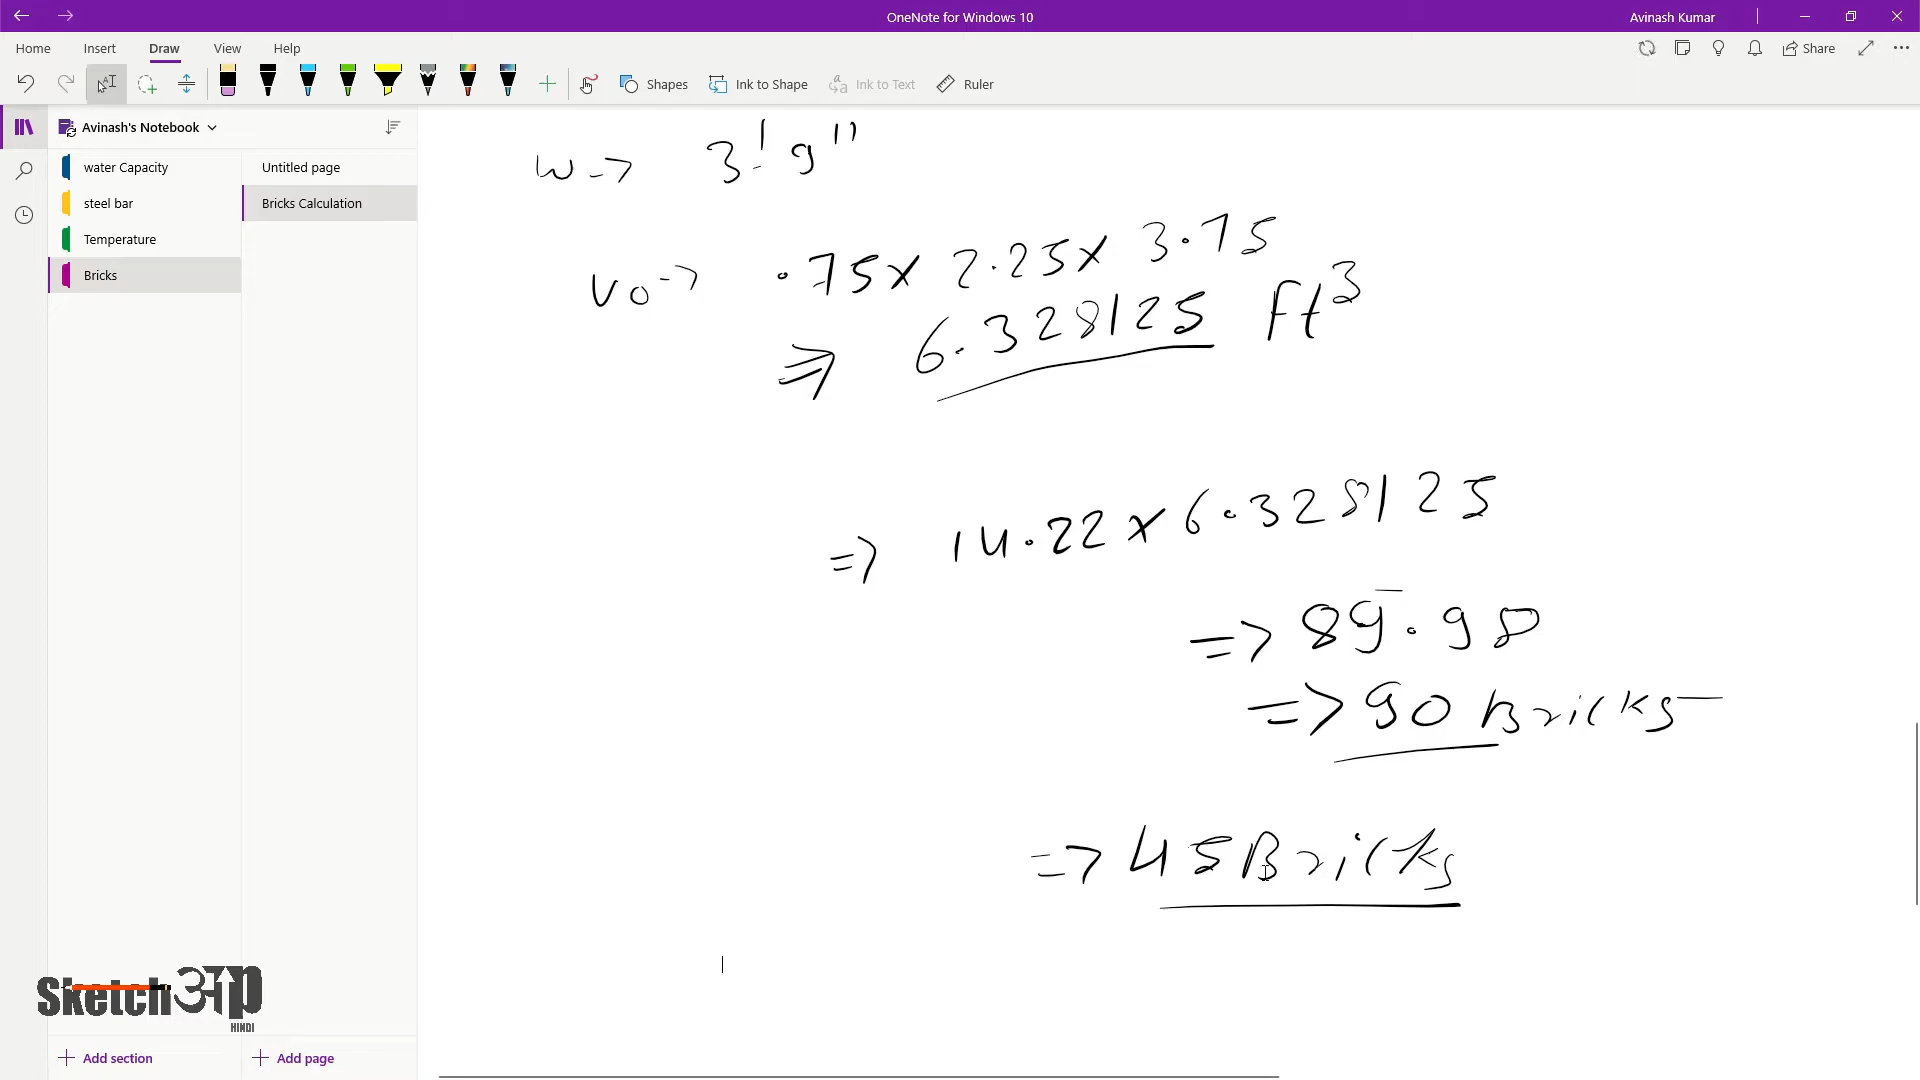 OneNote for Windows 10
Avinash Kumar
Home Insert Draw View Help
Share
Shapes Ink to Shape Ink to Text Ruler
Avinash's Notebook
water Capacity
steel bar
Temperature
Bricks
Untitled page
Bricks Calculation
w -> 3' 9"
vo -> .75 x 2.25 x 3.75
=> 6.328125 Ft³
=> 14.22 x 6.328125
=> 89.98
=> 90 Bricks
=> 45 Bricks
Sketchअप
HINDI
Add section
Add page